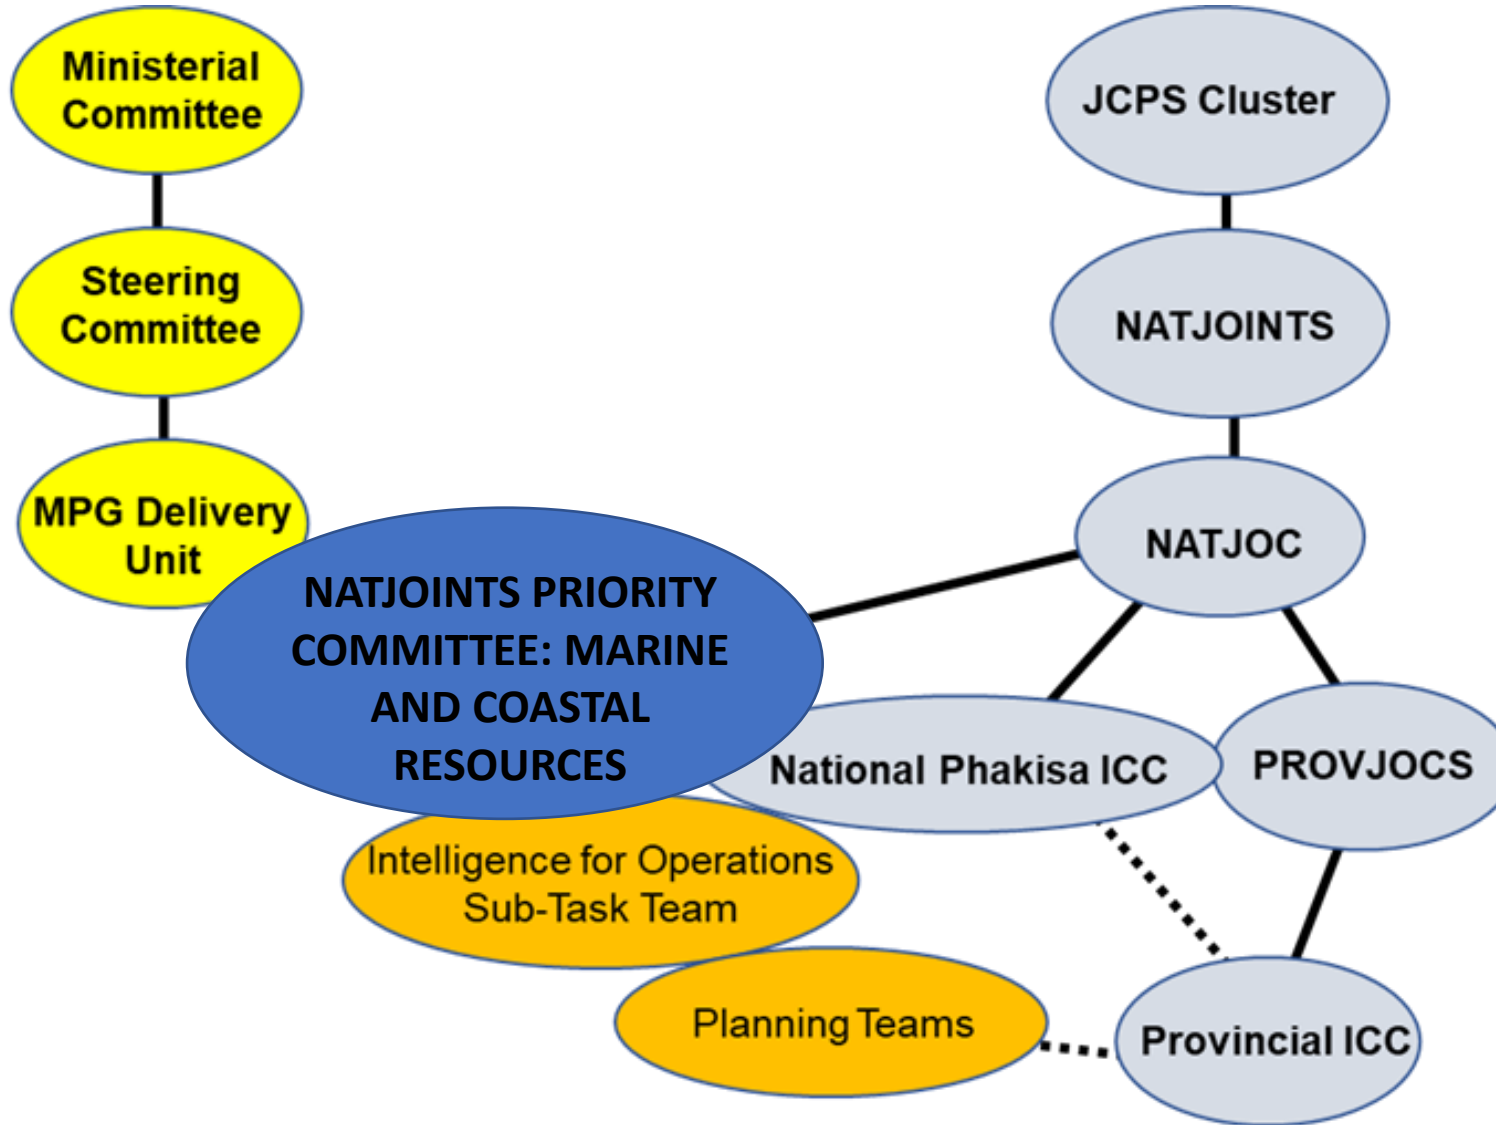 Ministerial
Committee
JCPS Cluster
Steering
Committee
NATJOINTS
MPG Delivery
Unit
NATJOC
NATJOINTS PRIORITY
COMMITTEE: MARINE
AND COASTAL
RESOURCES
National Phakisa ICC
PROVJOCS
Intelligence for Operations
Sub-Task Team
Planning Teams
Provincial ICC